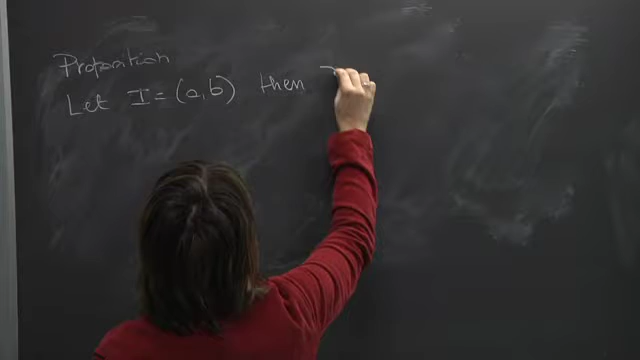 Proposition
Let I = (a, b) then